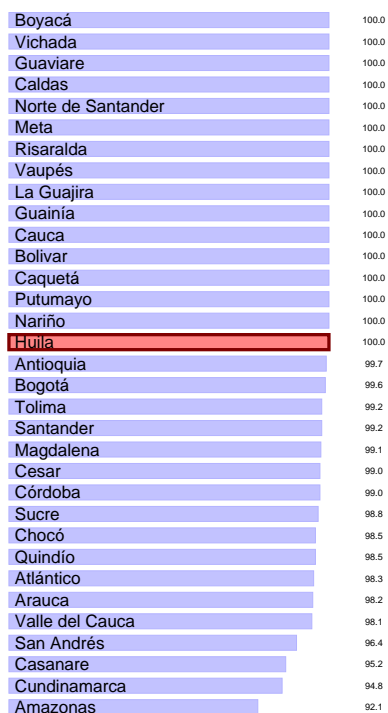 Boyacá 100.0
Vichada 100.0
Guaviare 100.0
Caldas 100.0
Norte de Santander 100.0
Meta 100.0
Risaralda 100.0
Vaupés 100.0
La Guajira 100.0
Guainía 100.0
Cauca 100.0
Bolivar 100.0
Caquetá 100.0
Putumayo 100.0
Nariño 100.0
Huila 100.0
Antioquia 99.7
Bogotá 99.6
Tolima 99.2
Santander 99.2
Magdalena 99.1
Cesar 99.0
Córdoba 99.0
Sucre 98.8
Chocó 98.5
Quindío 98.5
Atlántico 98.3
Arauca 98.2
Valle del Cauca 98.1
San Andrés 96.4
Casanare 95.2
Cundinamarca 94.8
Amazonas 92.1